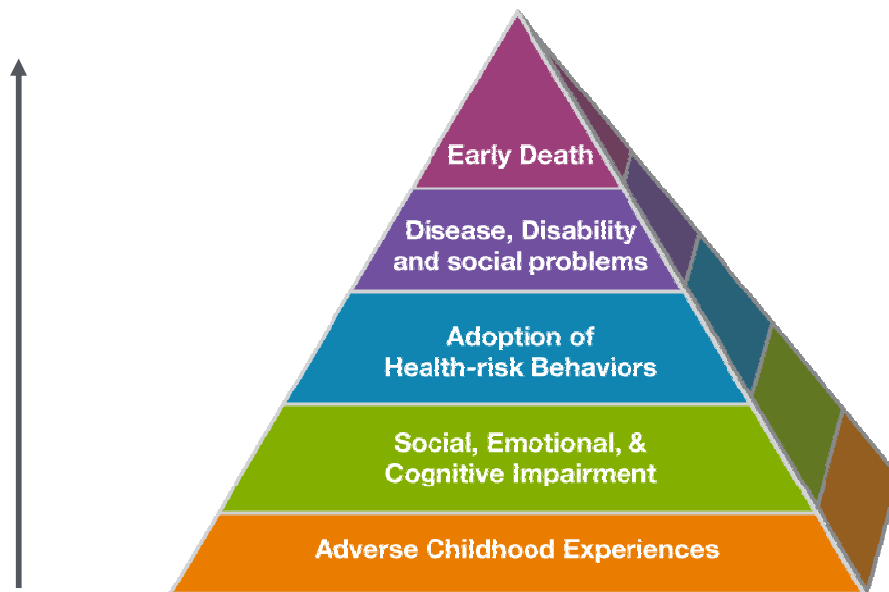 Early Death
Disease, Disability
and social problems
Adoption of
Health-risk Behaviors
Social, Emotional, &
Cognitive Impairment
Adverse Childhood Experiences